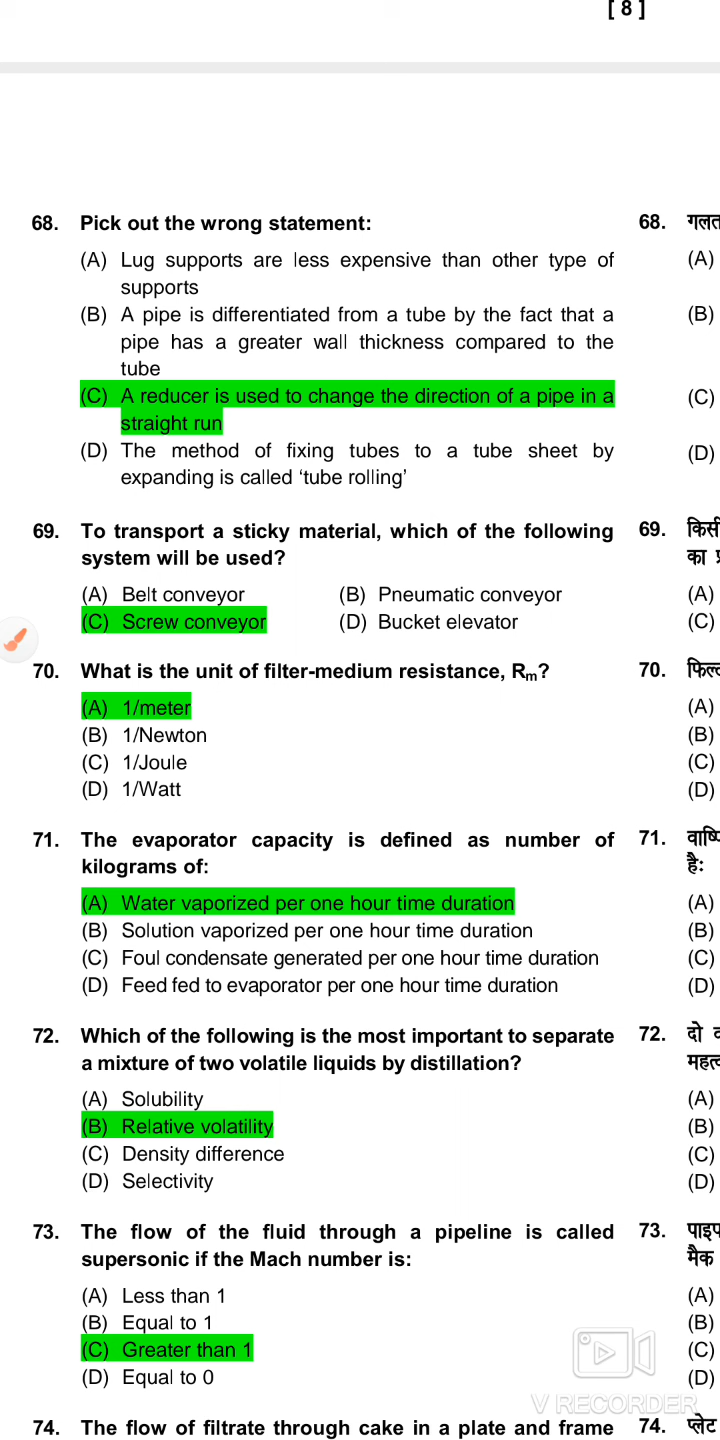 [ 8 ]
68. Pick out the wrong statement:
(A) Lug supports are less expensive than other type of
supports
(B) A pipe is differentiated from a tube by the fact that a
pipe has a greater wall thickness compared to the
tube
(C) A reducer is used to change the direction of a pipe in a
straight run
(D) The method of fixing tubes to a tube sheet by
expanding is called ‘tube rolling’
69. To transport a sticky material, which of the following
system will be used?
(A) Belt conveyor (B) Pneumatic conveyor
(C) Screw conveyor (D) Bucket elevator
70. What is the unit of filter-medium resistance, Rm?
(A) 1/meter
(B) 1/Newton
(C) 1/Joule
(D) 1/Watt
71. The evaporator capacity is defined as number of
kilograms of:
(A) Water vaporized per one hour time duration
(B) Solution vaporized per one hour time duration
(C) Foul condensate generated per one hour time duration
(D) Feed fed to evaporator per one hour time duration
72. Which of the following is the most important to separate
a mixture of two volatile liquids by distillation?
(A) Solubility
(B) Relative volatility
(C) Density difference
(D) Selectivity
73. The flow of the fluid through a pipeline is called
supersonic if the Mach number is:
(A) Less than 1
(B) Equal to 1
(C) Greater than 1
(D) Equal to 0
74. The flow of filtrate through cake in a plate and frame
68. गलत
(A)
(B)
(C)
(D)
69.
का
(A)
(C)
70.
(A)
(B)
(C)
(D)
71.
है:
(A)
(B)
(C)
(D)
72. दो
(A)
(B)
(C)
(D)
73.
मैक
(A)
(B)
(C)
(D)
74. प्लेट
V RECORDER